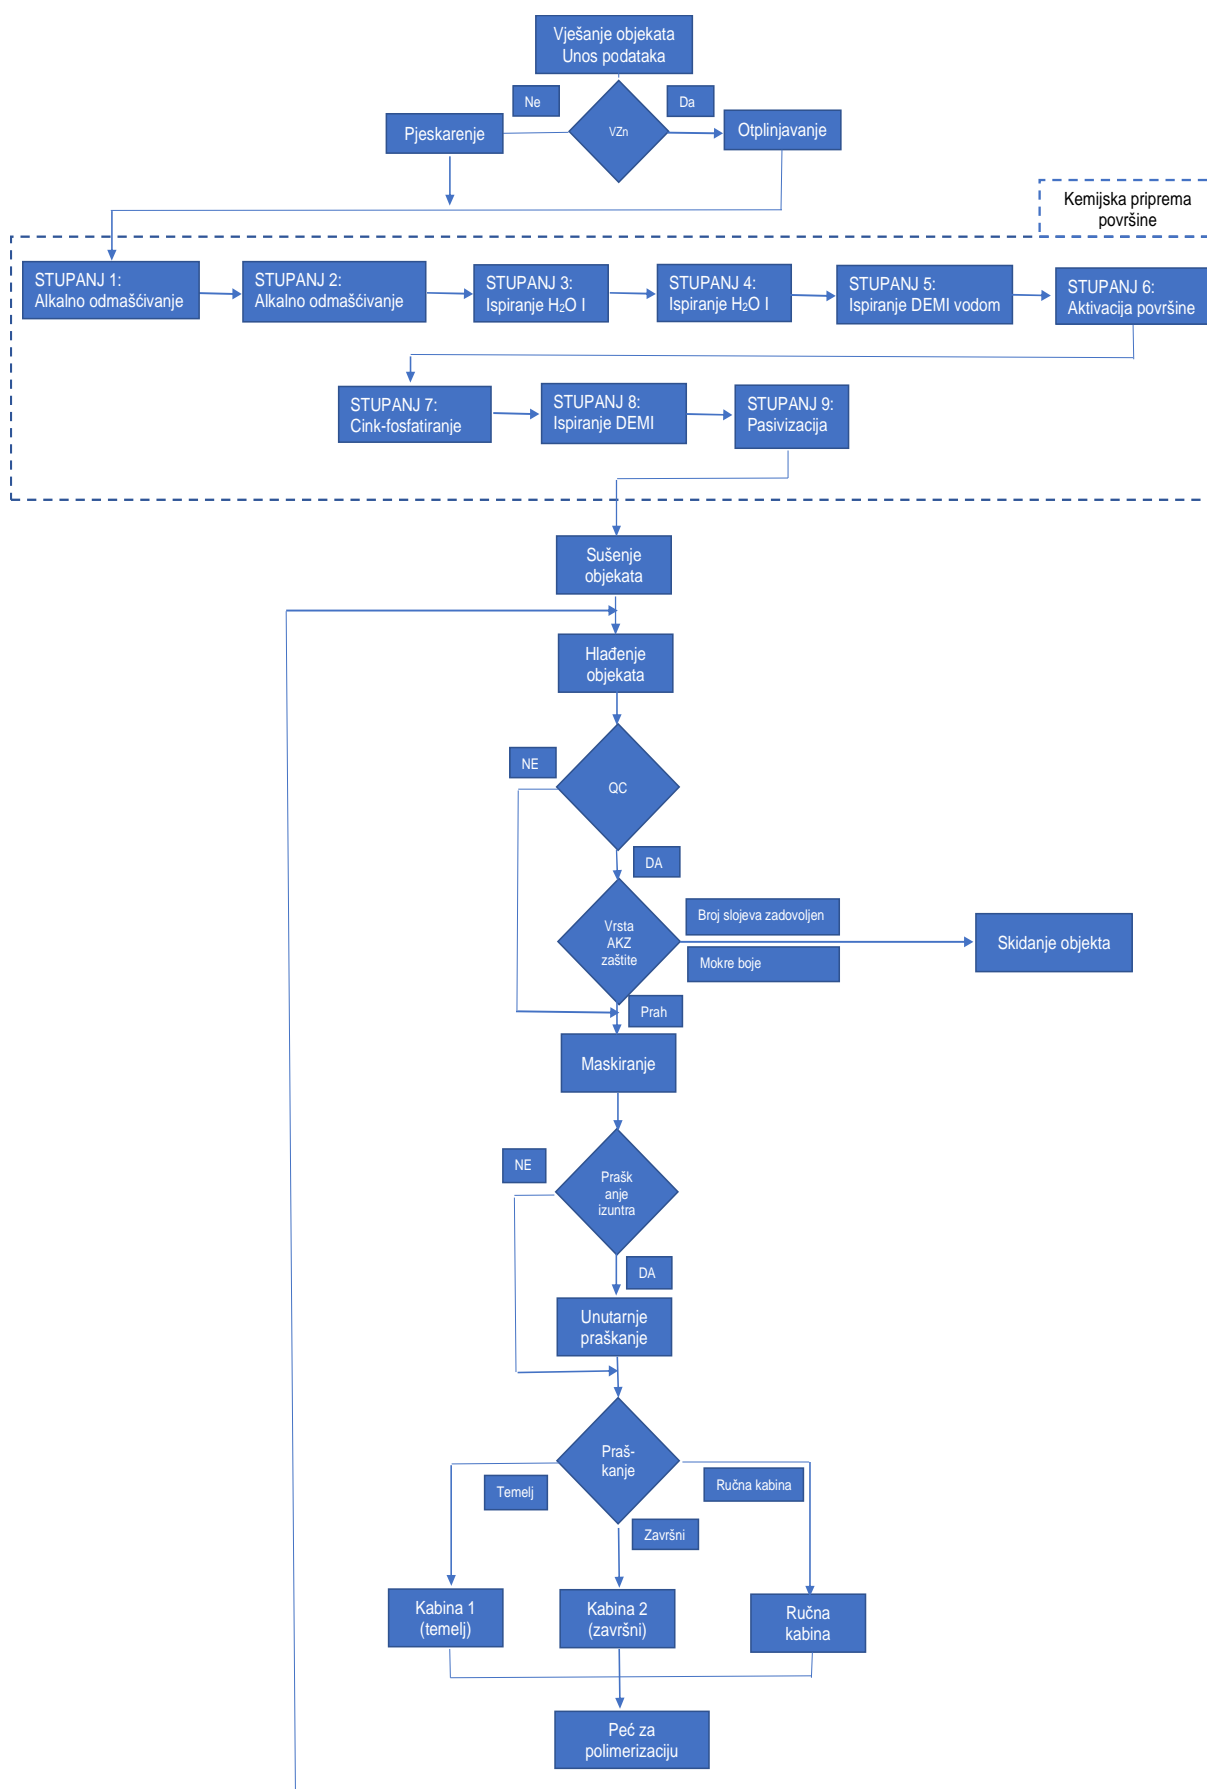 Vješanje objekata
Unos podataka
Ne
Da
Pjeskarenje
VZn
Otplinjavanje
Kemijska priprema
površine
STUPANJ 1:
Alkalno odmašćivanje
STUPANJ 2:
Alkalno odmašćivanje
STUPANJ 3:
Ispiranje H₂O I
STUPANJ 4:
Ispiranje H₂O I
STUPANJ 5:
Ispiranje DEMI vodom
STUPANJ 6:
Aktivacija površine
STUPANJ 7:
Cink-fosfatiranje
STUPANJ 8:
Ispiranje DEMI
STUPANJ 9:
Pasivizacija
Sušenje
objekata
Hlađenje
objekata
NE
QC
DA
Vrsta
AKZ
zaštite
Broj slojeva zadovoljen
Mokre boje
Skidanje objekta
Prah
Maskiranje
NE
Prašk
anje
izuntra
DA
Unutarnje
praškanje
Praš-
kanje
Temelj
Ručna kabina
Završni
Kabina 1
(temelj)
Kabina 2
(završni)
Ručna
kabina
Peć za
polimerizaciju